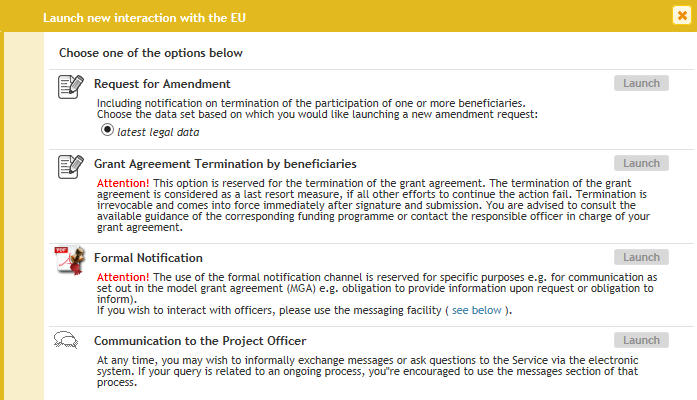 Launch new interaction with the EU
Choose one of the options below
Request for Amendment
Launch
Including notification on termination of the participation of one or more beneficiaries.
Choose the data set based on which you would like launching a new amendment request:
latest legal data
Grant Agreement Termination by beneficiaries
Launch
Attention! This option is reserved for the termination of the grant agreement. The termination of the grant
agreement is considered as a last resort measure, if all other efforts to continue the action fail. Termination is
irrevocable and comes into force immediately after signature and submission. You are advised to consult the
available guidance of the corresponding funding programme or contact the responsible officer in charge of your
grant agreement.
PDF
Formal Notification
Launch
Attention! The use of the formal notification channel is reserved for specific purposes e.g. for communication as
set out in the model grant agreement (MGA) e.g. obligation to provide information upon request or obligation to
inform).
If you wish to interact with officers, please use the messaging facility ( see below ).
Communication to the Project Officer
Launch
At any time, you may wish to informally exchange messages or ask questions to the Service via the electronic
system. If your query is related to an ongoing process, you"re encouraged to use the messages section of that
process.